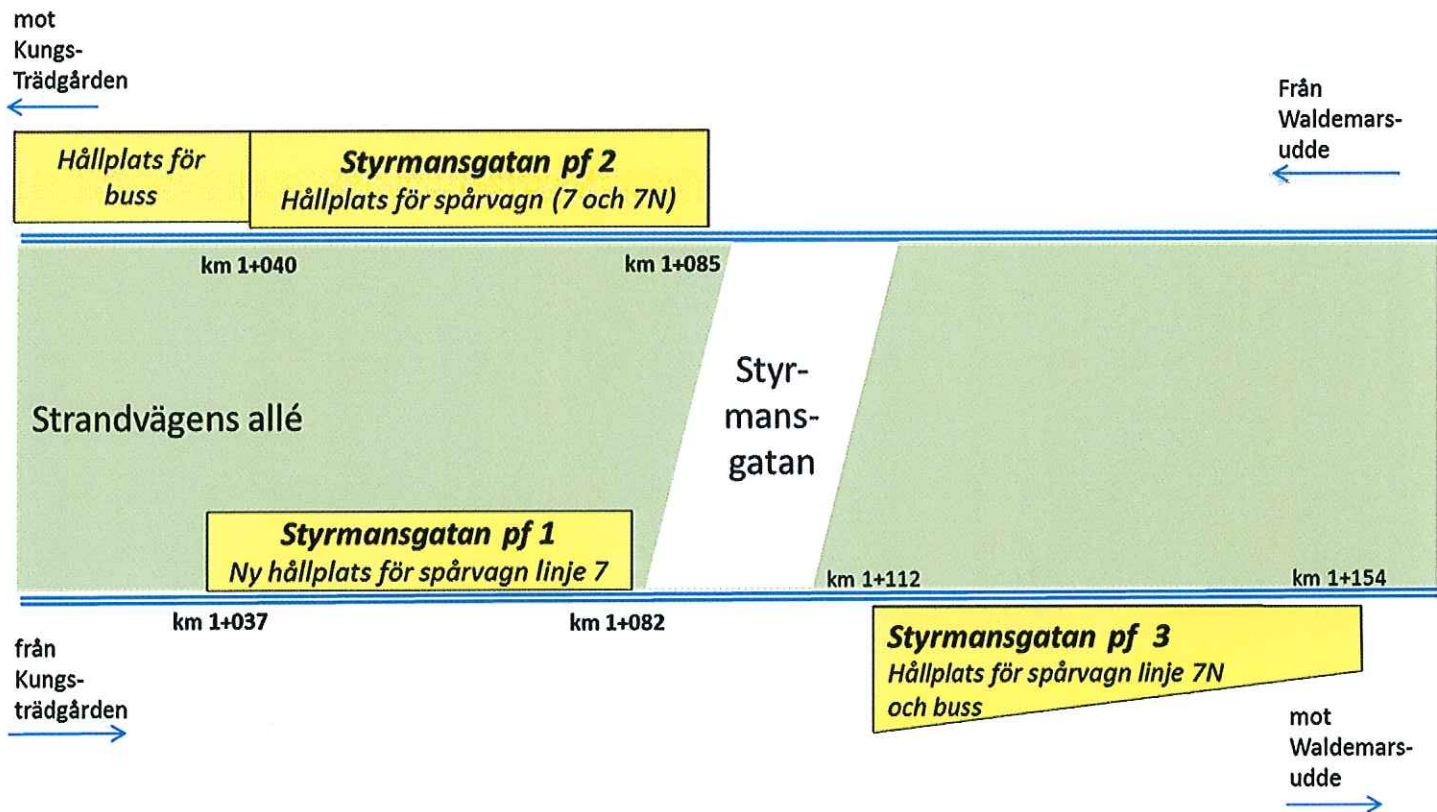 mot
Kungs-
Trädgården
Från
Waldemars-
udde
Hållplats för
buss
Styrmansgatan pf 2
Hållplats för spårvagn (7 och 7N)
km 1+040
km 1+085
Strandvägens allé
Styr-
mans-
gatan
Styrmansgatan pf 1
Ny hållplats för spårvagn linje 7
km 1+112
km 1+154
km 1+037
km 1+082
Styrmansgatan pf 3
Hållplats för spårvagn linje 7N
och buss
från
Kungs-
trädgården
mot
Waldemars-
udde